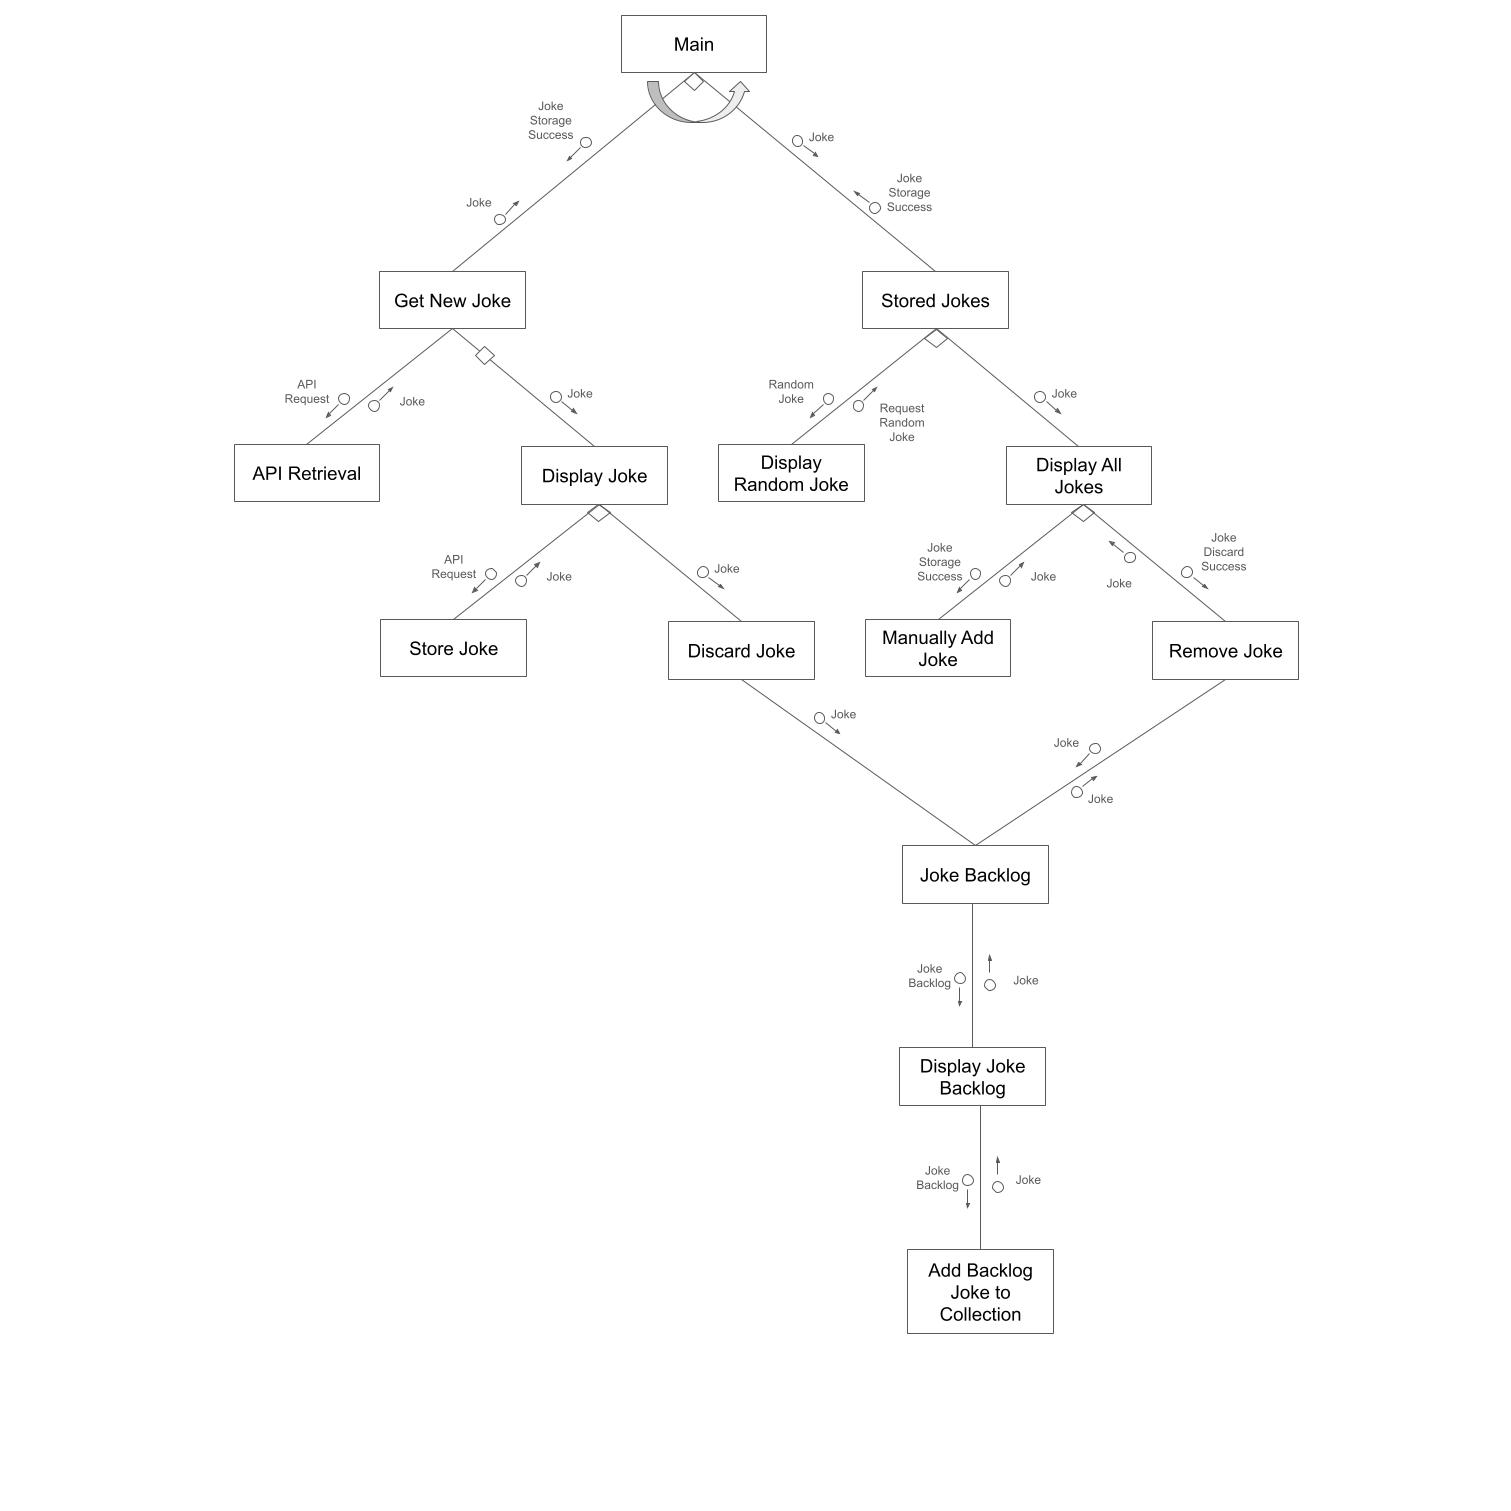 Main
Joke
Storage
Success
Joke
Joke
Joke
Storage
Success
Get New Joke
Stored Jokes
API
Request
Joke
Joke
Random
Joke
Request
Random
Joke
Joke
API Retrieval
Display Joke
Display
Random Joke
Display All
Jokes
API
Request
Joke
Joke
Joke
Storage
Success
Joke
Joke
Joke
Discard
Success
Store Joke
Discard Joke
Manually Add
Joke
Remove Joke
Joke
Joke
Joke
Joke Backlog
Joke
Backlog
Joke
Display Joke
Backlog
Joke
Backlog
Joke
Add Backlog
Joke to
Collection